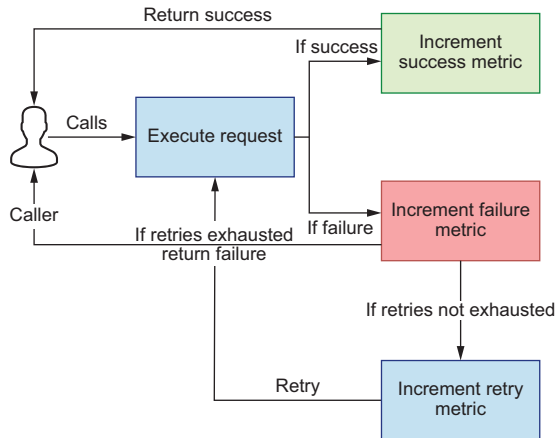 Return success
If success
Increment
success metric
Calls
Execute request
Caller
If retries exhausted
return failure
If failure
Increment failure
metric
If retries not exhausted
Retry
Increment retry
metric